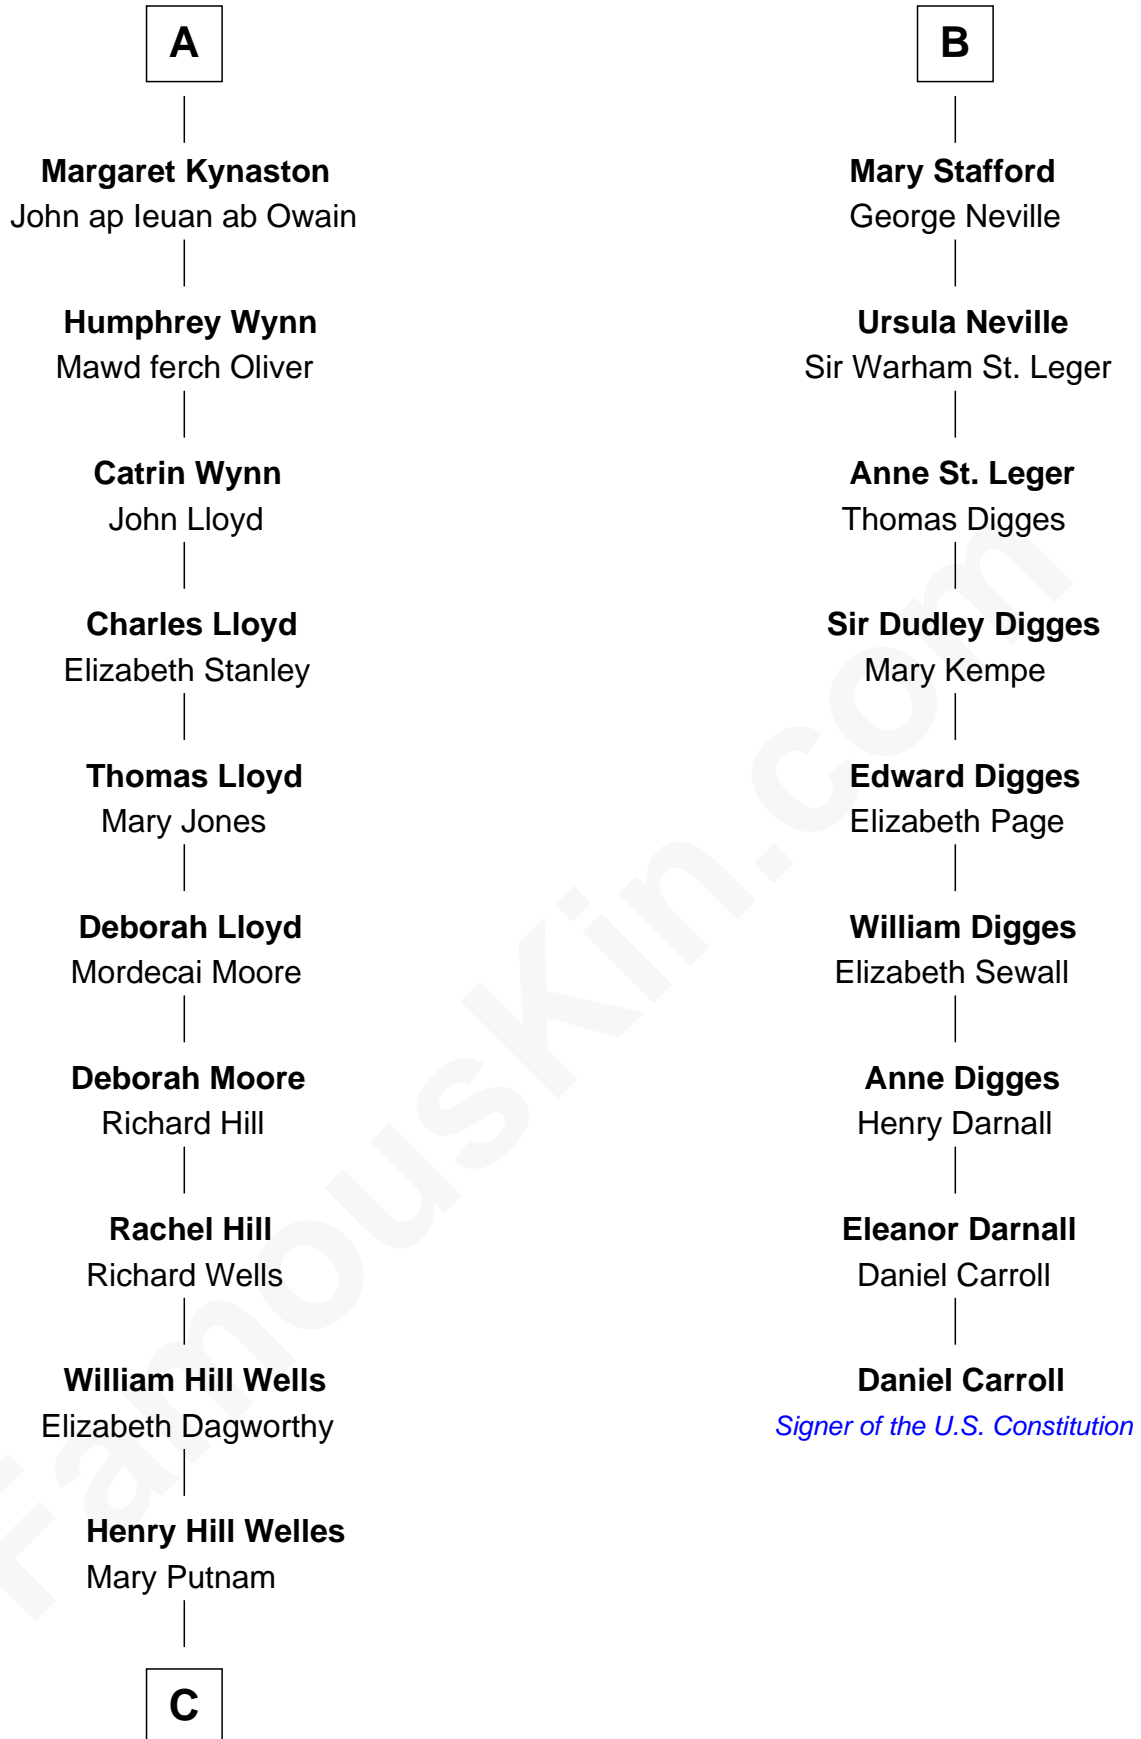 A
Margaret Kynaston
John ap Ieuan ab Owain
Humphrey Wynn
Mawd ferch Oliver
Catrin Wynn
John Lloyd
Charles Lloyd
Elizabeth Stanley
Thomas Lloyd
Mary Jones
Deborah Lloyd
Mordecai Moore
Deborah Moore
Richard Hill
Rachel Hill
Richard Wells
William Hill Wells
Elizabeth Dagworthy
Henry Hill Welles
Mary Putnam
C
B
Mary Stafford
George Neville
Ursula Neville
Sir Warham St. Leger
Anne St. Leger
Thomas Digges
Sir Dudley Digges
Mary Kempe
Edward Digges
Elizabeth Page
William Digges
Elizabeth Sewall
Anne Digges
Henry Darnall
Eleanor Darnall
Daniel Carroll
Daniel Carroll
Signer of the U.S. Constitution
FamousKin.com